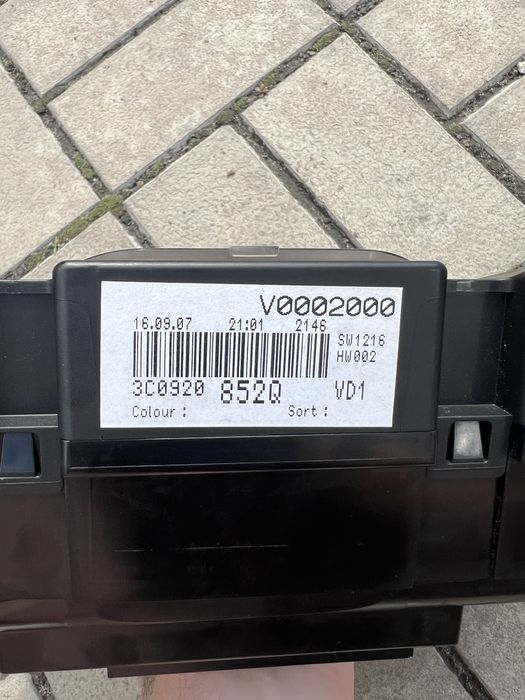 V0002000
16.09.07 21:01 2146
SW1216
HW002
3C0920 852Q VD1
Colour : Sort :